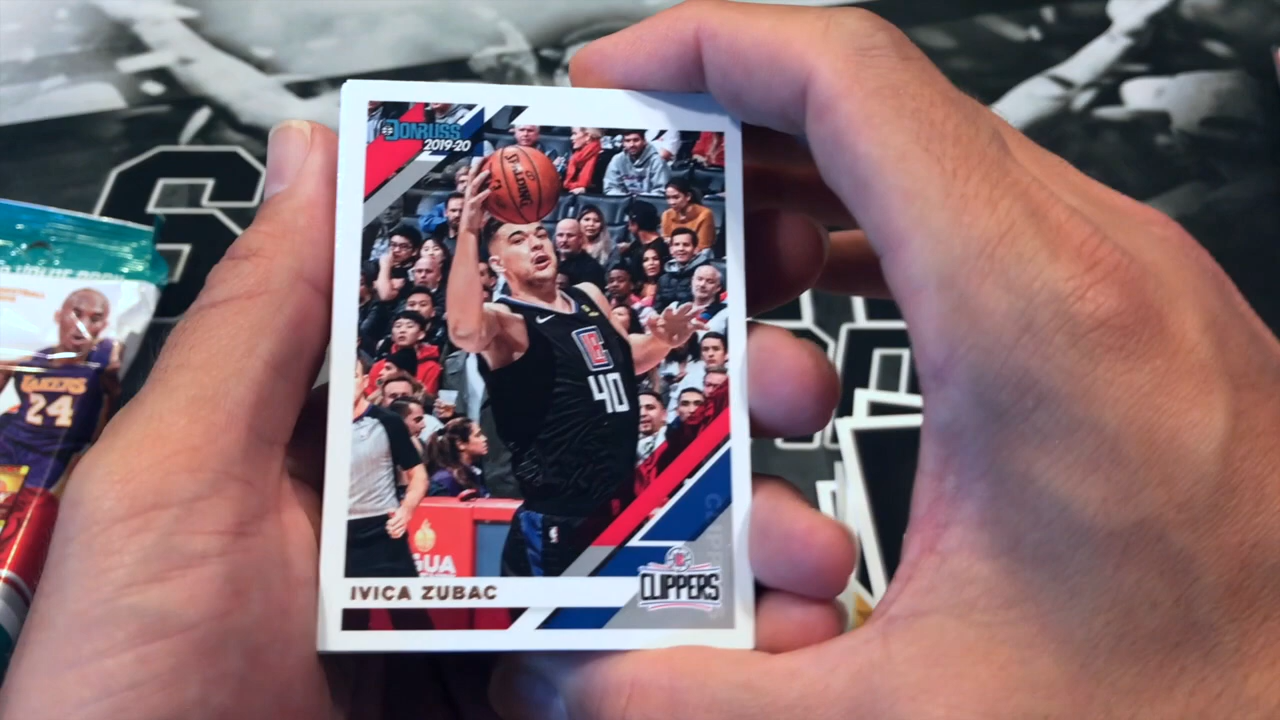 DONRUSS
2019-20
SPALDING
40
IVICA ZUBAC
CLIPPERS
LAKERS
24